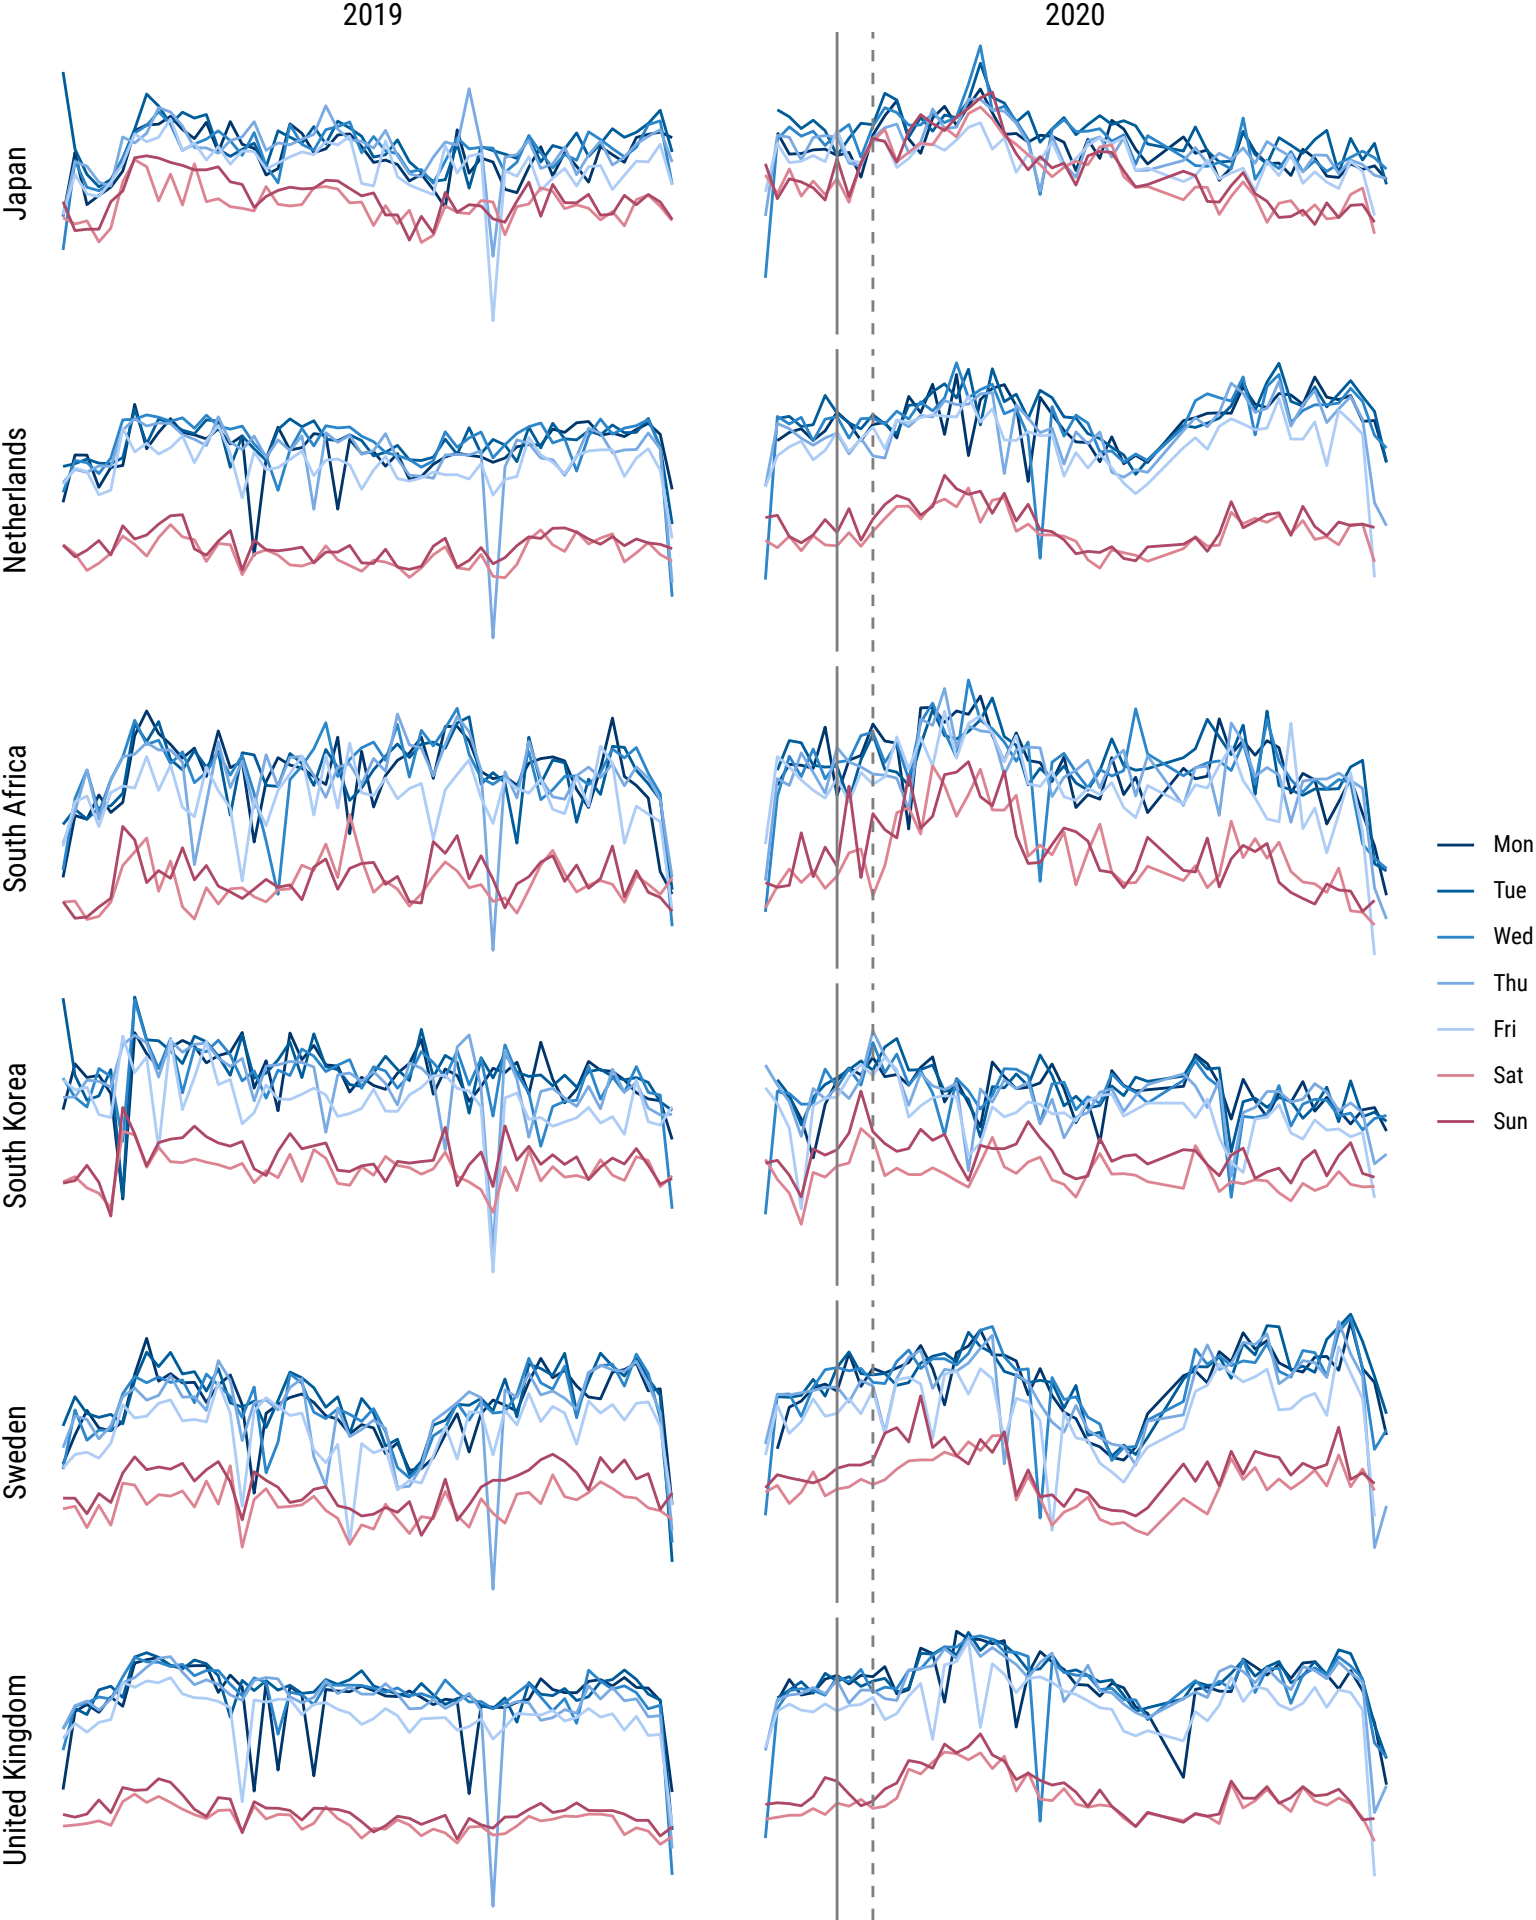 2019
2020
Japan
Netherlands
South Africa
South Korea
Sweden
United Kingdom
Mon
Tue
Wed
Thu
Fri
Sat
Sun